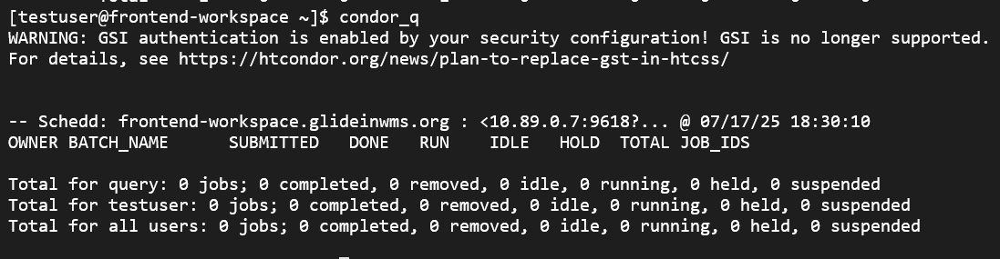 [testuser@frontend-workspace ~]$ condor_q
WARNING: GSI authentication is enabled by your security configuration! GSI is no longer supported.
For details, see https://htcondor.org/news/plan-to-replace-gst-in-htcss/
-- Schedd: frontend-workspace.glideinwms.org : <10.89.0.7:9618?... @ 07/17/25 18:30:10
OWNER BATCH_NAME      SUBMITTED   DONE   RUN    IDLE   HOLD  TOTAL JOB_IDS
Total for query: 0 jobs; 0 completed, 0 removed, 0 idle, 0 running, 0 held, 0 suspended
Total for testuser: 0 jobs; 0 completed, 0 removed, 0 idle, 0 running, 0 held, 0 suspended
Total for all users: 0 jobs; 0 completed, 0 removed, 0 idle, 0 running, 0 held, 0 suspended